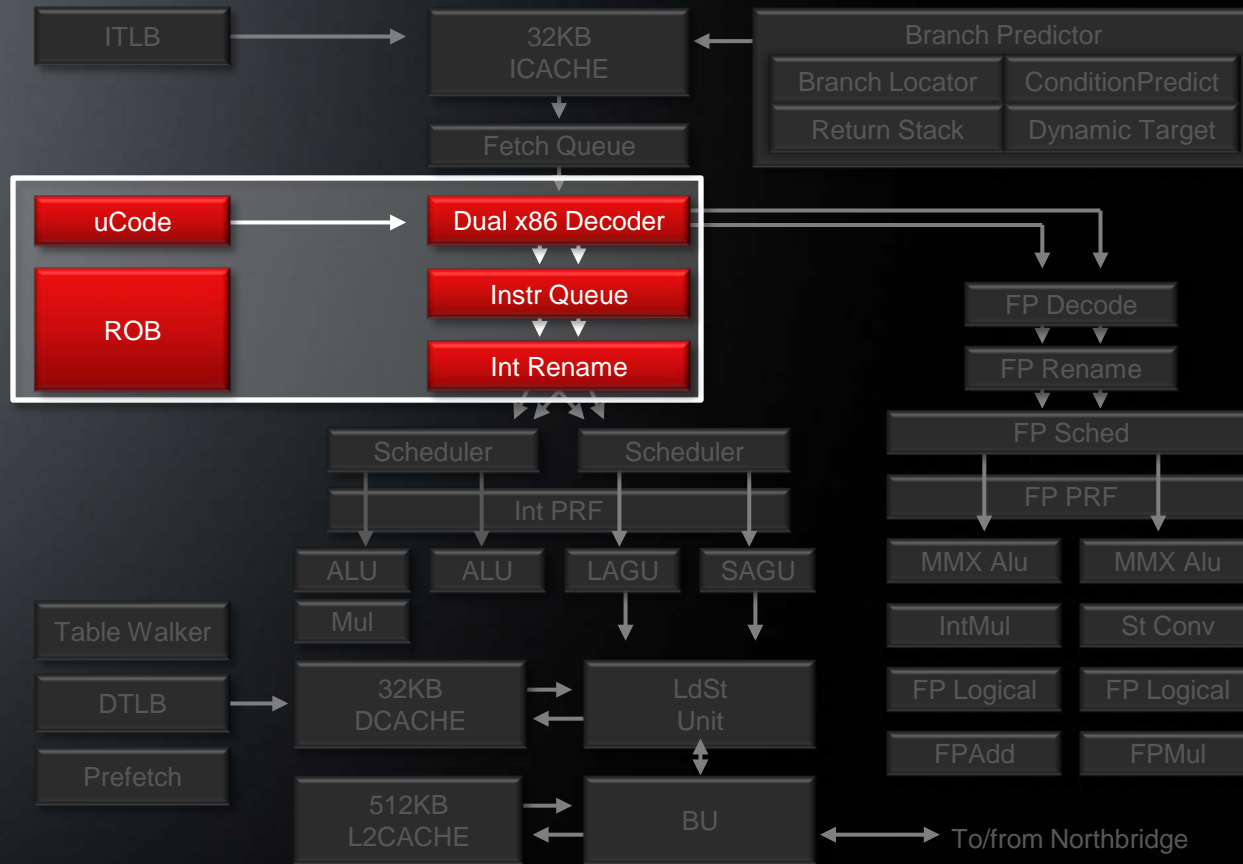 ITLB
32KB
ICACHE
Branch Predictor
Branch Locator
ConditionPredict
Return Stack
Dynamic Target
Fetch Queue
uCode
Dual x86 Decoder
ROB
Instr Queue
Int Rename
FP Decode
FP Rename
Scheduler
Scheduler
FP Sched
Int PRF
FP PRF
ALU
ALU
LAGU
SAGU
MMX Alu
MMX Alu
Mul
Table Walker
IntMul
St Conv
DTLB
32KB
DCACHE
LdSt
Unit
FP Logical
FP Logical
Prefetch
FPAdd
FPMul
512KB
L2CACHE
BU
To/from Northbridge